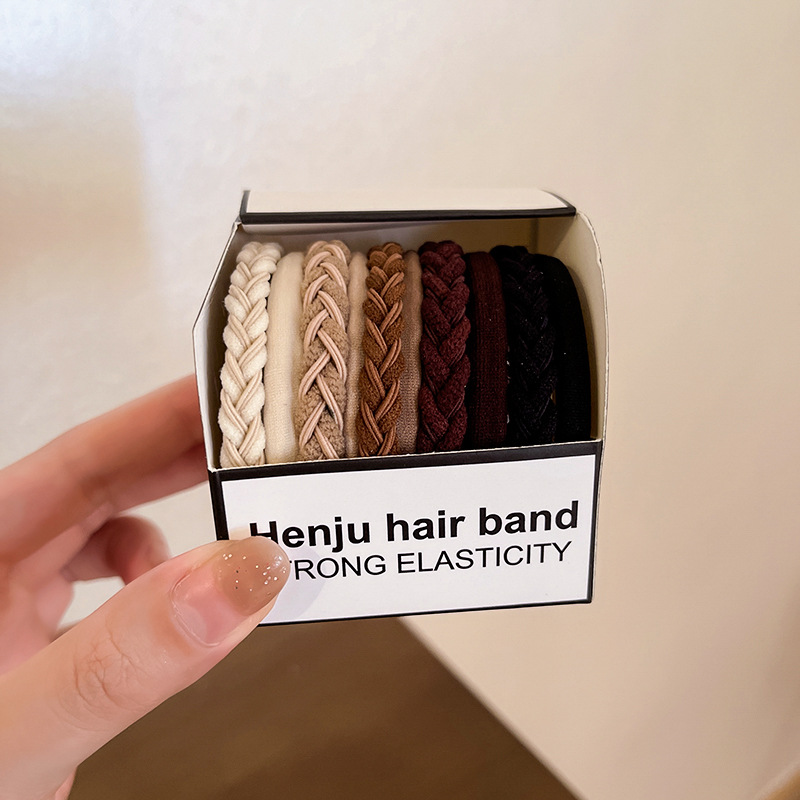 Henju hair band
TRONG ELASTICITY